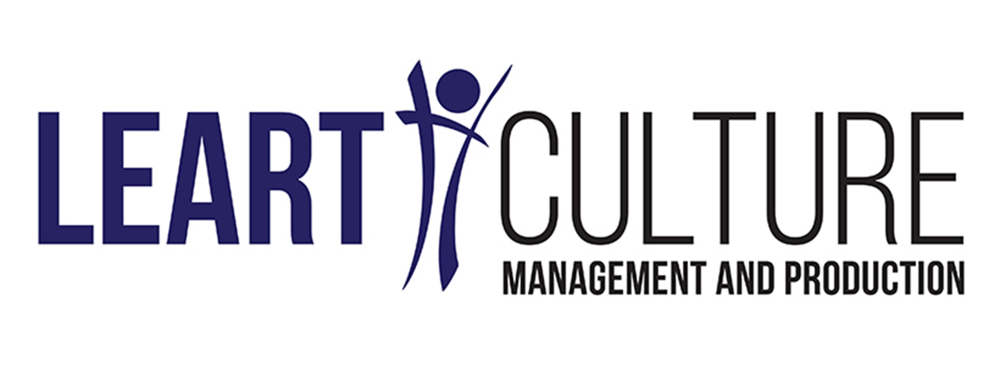 LEART CULTURE
MANAGEMENT AND PRODUCTION